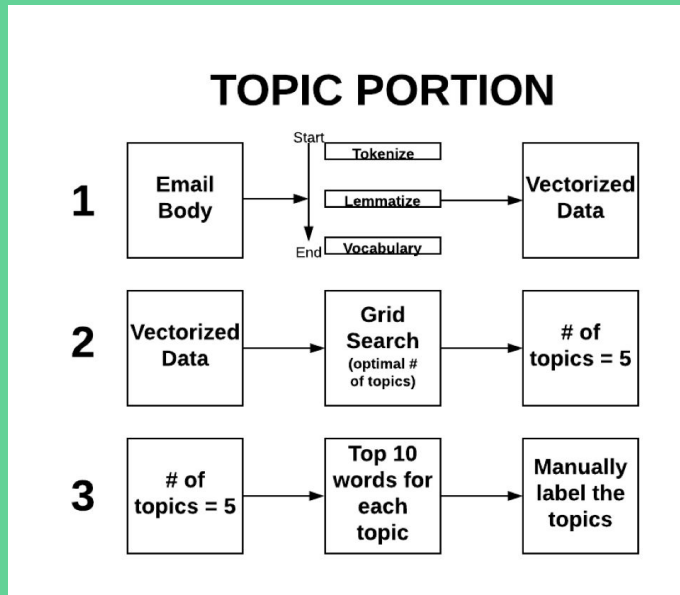 TOPIC PORTION
1
Email
Body
Start
End
Tokenize
Lemmatize
Vocabulary
Vectorized
Data
2
Vectorized
Data
Grid
Search
(optimal #
of topics)
# of
topics = 5
3
# of
topics = 5
Top 10
words for
each
topic
Manually
label the
topics